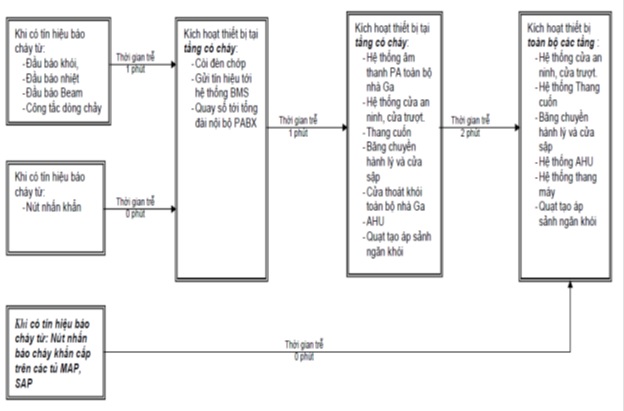 Khi có tín hiệu báo
cháy từ:
-Đầu báo khói,
-Đầu báo nhiệt
-Đầu báo Beam
-Công tắc dòng chảy
Thời gian trễ
1 phút
Khi có tín hiệu báo
cháy từ:
-Nút nhấn khẩn
Thời gian trễ
0 phút
Kích hoạt thiết bị tại
tầng có cháy:
-Còi đèn chớp
-Gửi tín hiệu tới
hệ thống BMS
-Quay số tới tổng
đài nội bộ PABX
Thời gian trễ
1 phút
Kích hoạt thiết bị tại
tầng có cháy:
-Hệ thống âm
thanh PA toàn bộ
nhà Ga
-Hệ thống cửa an
ninh, cửa trượt.
-Thang cuốn
-Băng chuyền
hành lý và cửa
sập
-Cửa thoát khói
toàn bộ nhà Ga
-AHU
-Quạt tạo áp sảnh
ngăn khói
Thời gian trễ
2 phút
Kích hoạt thiết bị
toàn bộ các tầng :
-Hệ thống cửa an
ninh, cửa trượt.
-Hệ thống Thang
cuốn
-Băng chuyền
hành lý và cửa
sập
-Hệ thống AHU
-Hệ thống thang
máy
-Quạt tạo áp
sảnh ngăn khói
Khi có tín hiệu báo
cháy từ: Nút nhấn
báo cháy khẩn cấp
trên các tủ MAP,
SAP
Thời gian trễ
0 phút